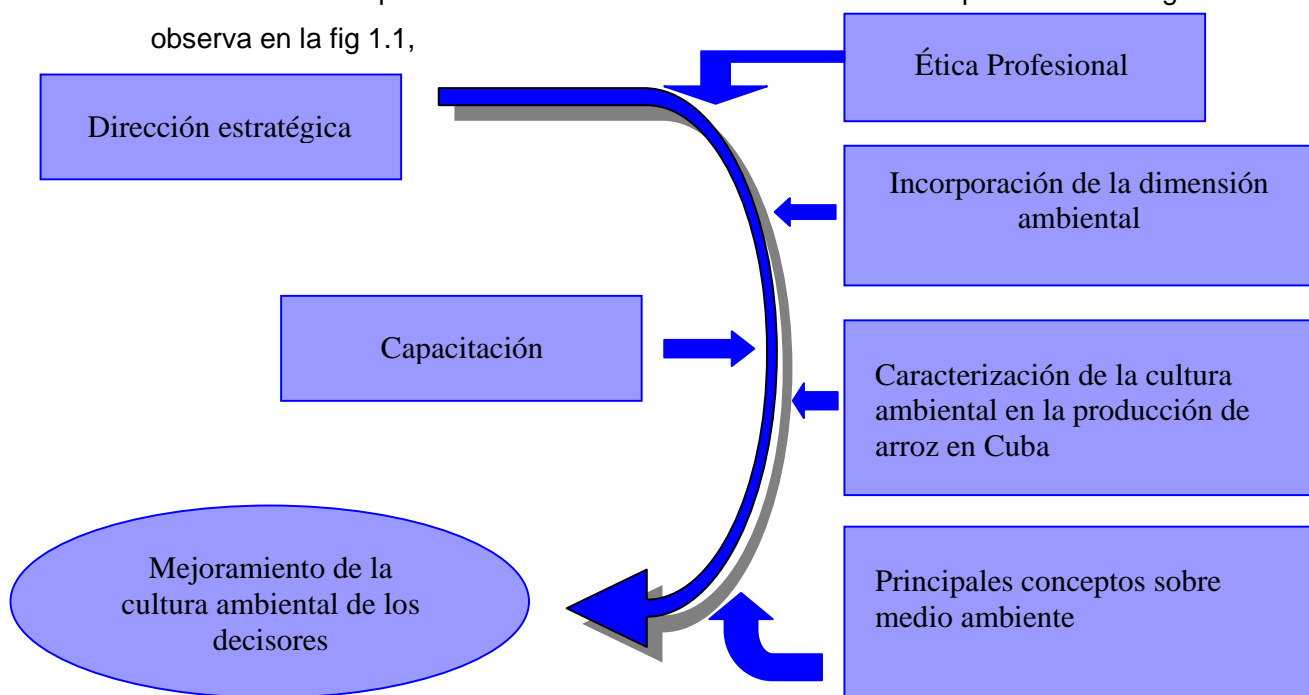 observa en la fig 1.1,
Ética Profesional
Dirección estratégica
Incorporación de la dimensión
ambiental
Capacitación
Caracterización de la cultura
ambiental en la producción de
arroz en Cuba
Mejoramiento de la
cultura ambiental de los
decisores
Principales conceptos sobre
medio ambiente